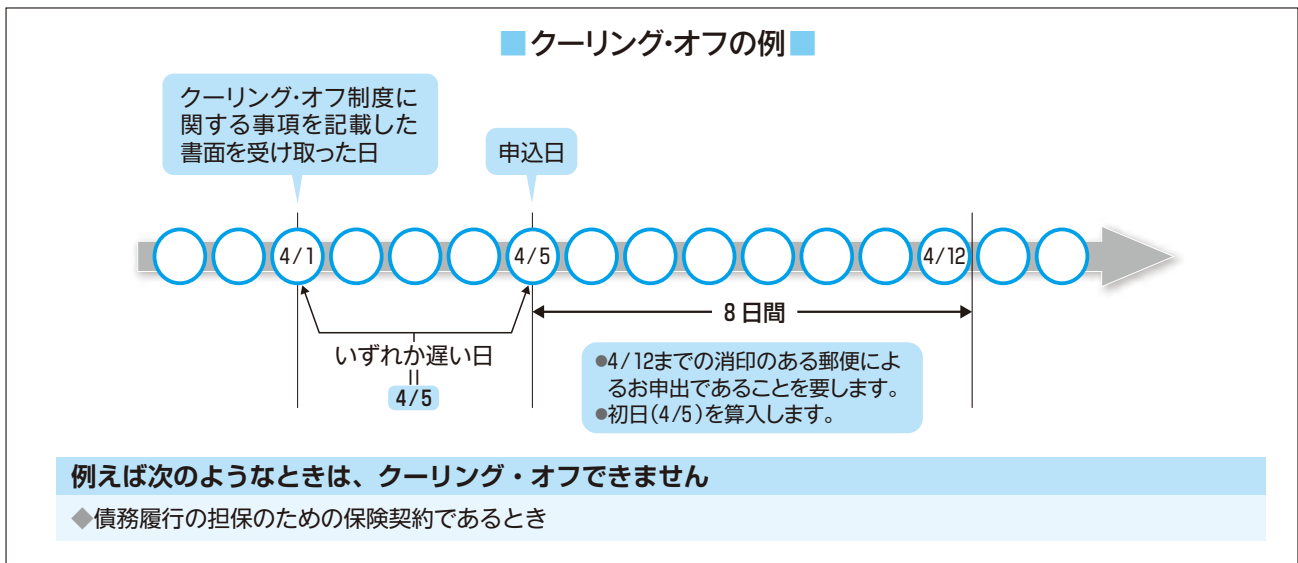 ■クーリング・オフの例■
クーリング・オフ制度に
関する事項を記載した
書面を受け取った日
申込日
4/1
4/5
4/12
8日間
いずれか遅い日
=
4/5
●4/12までの消印のある郵便によ
るお申出であることを要します。
●初日(4/5)を算入します。
例えば次のようなときは、クーリング・オフできません
◆債務履行の担保のための保険契約であるとき